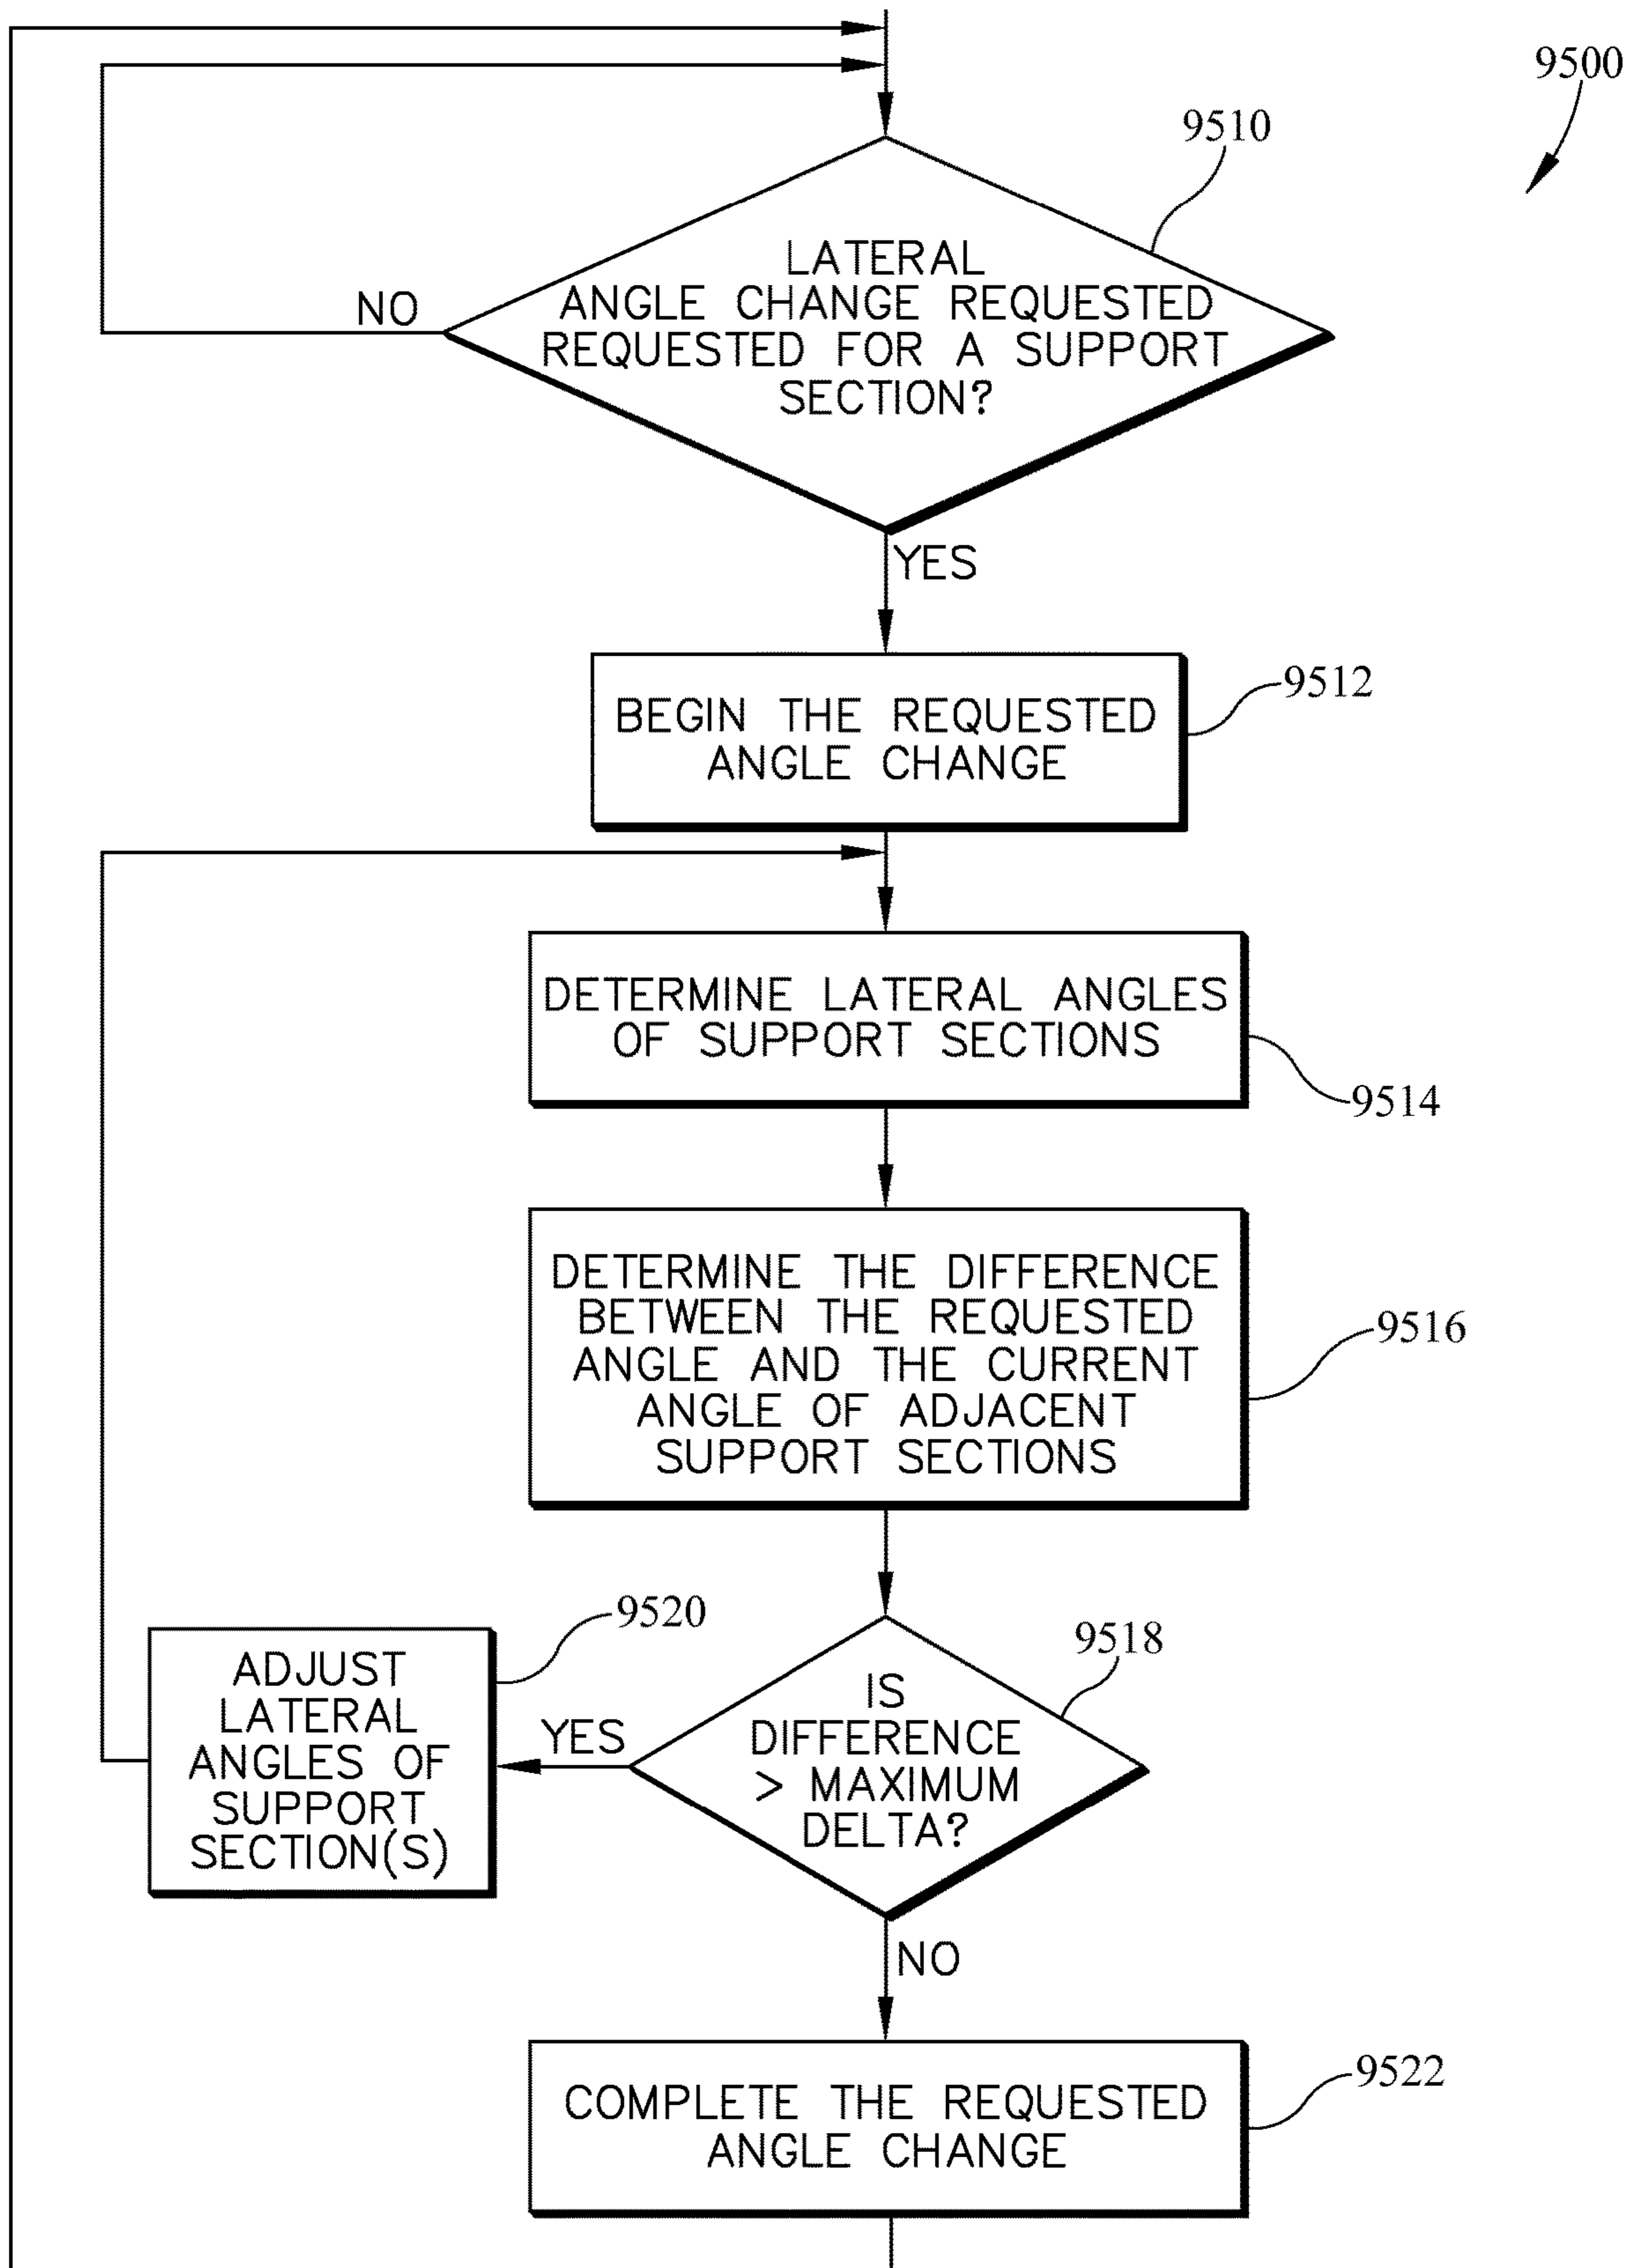 9500
9510
LATERAL
ANGLE CHANGE REQUESTED
REQUESTED FOR A SUPPORT
SECTION?
NO
YES
9512
BEGIN THE REQUESTED
ANGLE CHANGE
DETERMINE LATERAL ANGLES
OF SUPPORT SECTIONS
9514
DETERMINE THE DIFFERENCE
BETWEEN THE REQUESTED
ANGLE AND THE CURRENT
ANGLE OF ADJACENT
SUPPORT SECTIONS
9516
9520
ADJUST
LATERAL
ANGLES OF
SUPPORT
SECTION(S)
YES
9518
IS
DIFFERENCE
> MAXIMUM
DELTA?
NO
9522
COMPLETE THE REQUESTED
ANGLE CHANGE